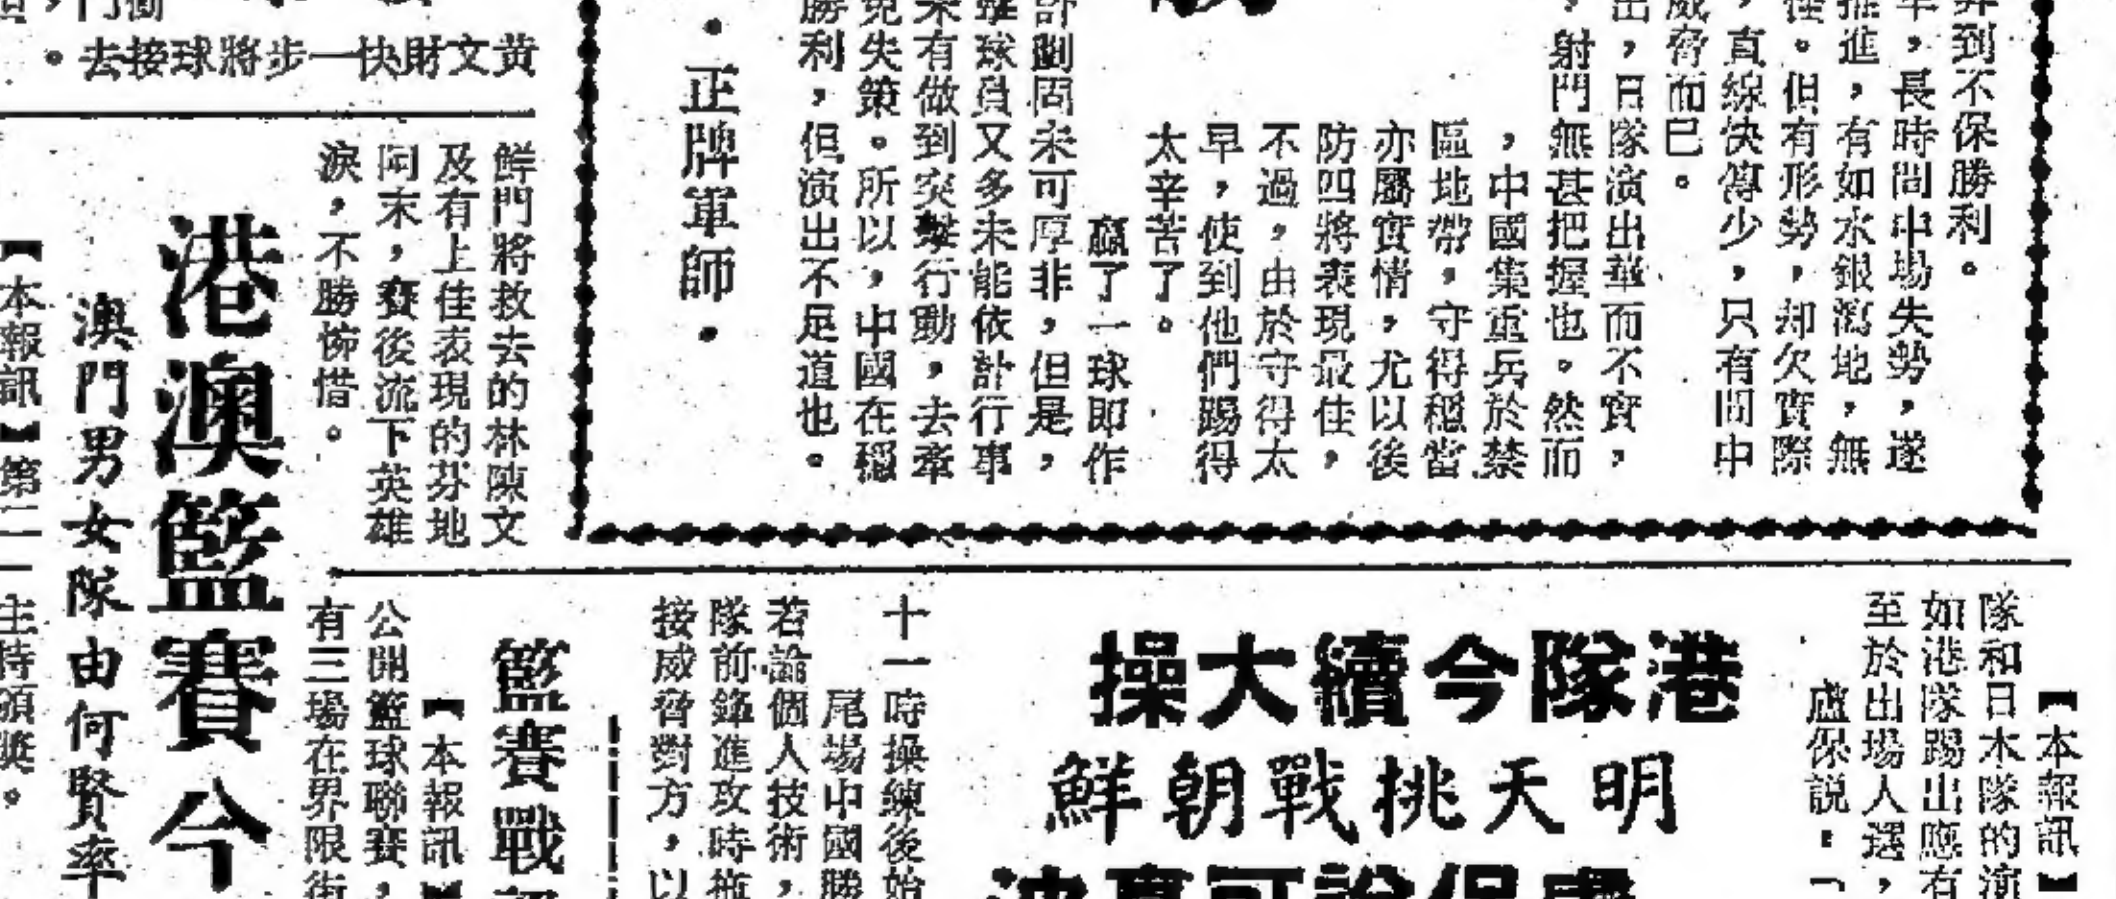 弈到不保勝利。
，長時間中場失勢，遂
推進，有如水銀瀉地，無
。但有形勢，却欠實際
，直線快傳少，只有間中
威脅而巳。
出，日隊演出華而不實，
，射門無甚把握也。然而
，中國集重兵於禁
區地帶，守得穩當
亦屬實情，尤以後
防四將表現最佳，
不過，由於守得太
早，使到他們踢得
太辛苦了。
贏了一球即作
計劃固未可厚非，但是，
擊球員又多未能依計行事
未有做到突擊行動，去牽
免失策。所以，中國在穩
勝利，但演出不足道也。
·正牌軍師·
黄文財快一步將球接去。
鮮門將救去的林陳文
及有上佳表現的芬地
阿末，賽後流下英雄
淚，不勝惋惜。
港澳籃賽今
澳門男女隊由何賢率
【本報訊】第二
主持頒獎。
【本報訊】
隊和日本隊的演
如港隊踢出應有
至於出場人選，
盧保說：「
港隊今續大操
明天挑戰朝鮮
十一時操練後始
尾場中國勝
若論個人技術，
隊前鋒進攻時推
接威脅對方，以
籃賽戰
【本報訊】
公開籃球聯賽，
有三場在界限街